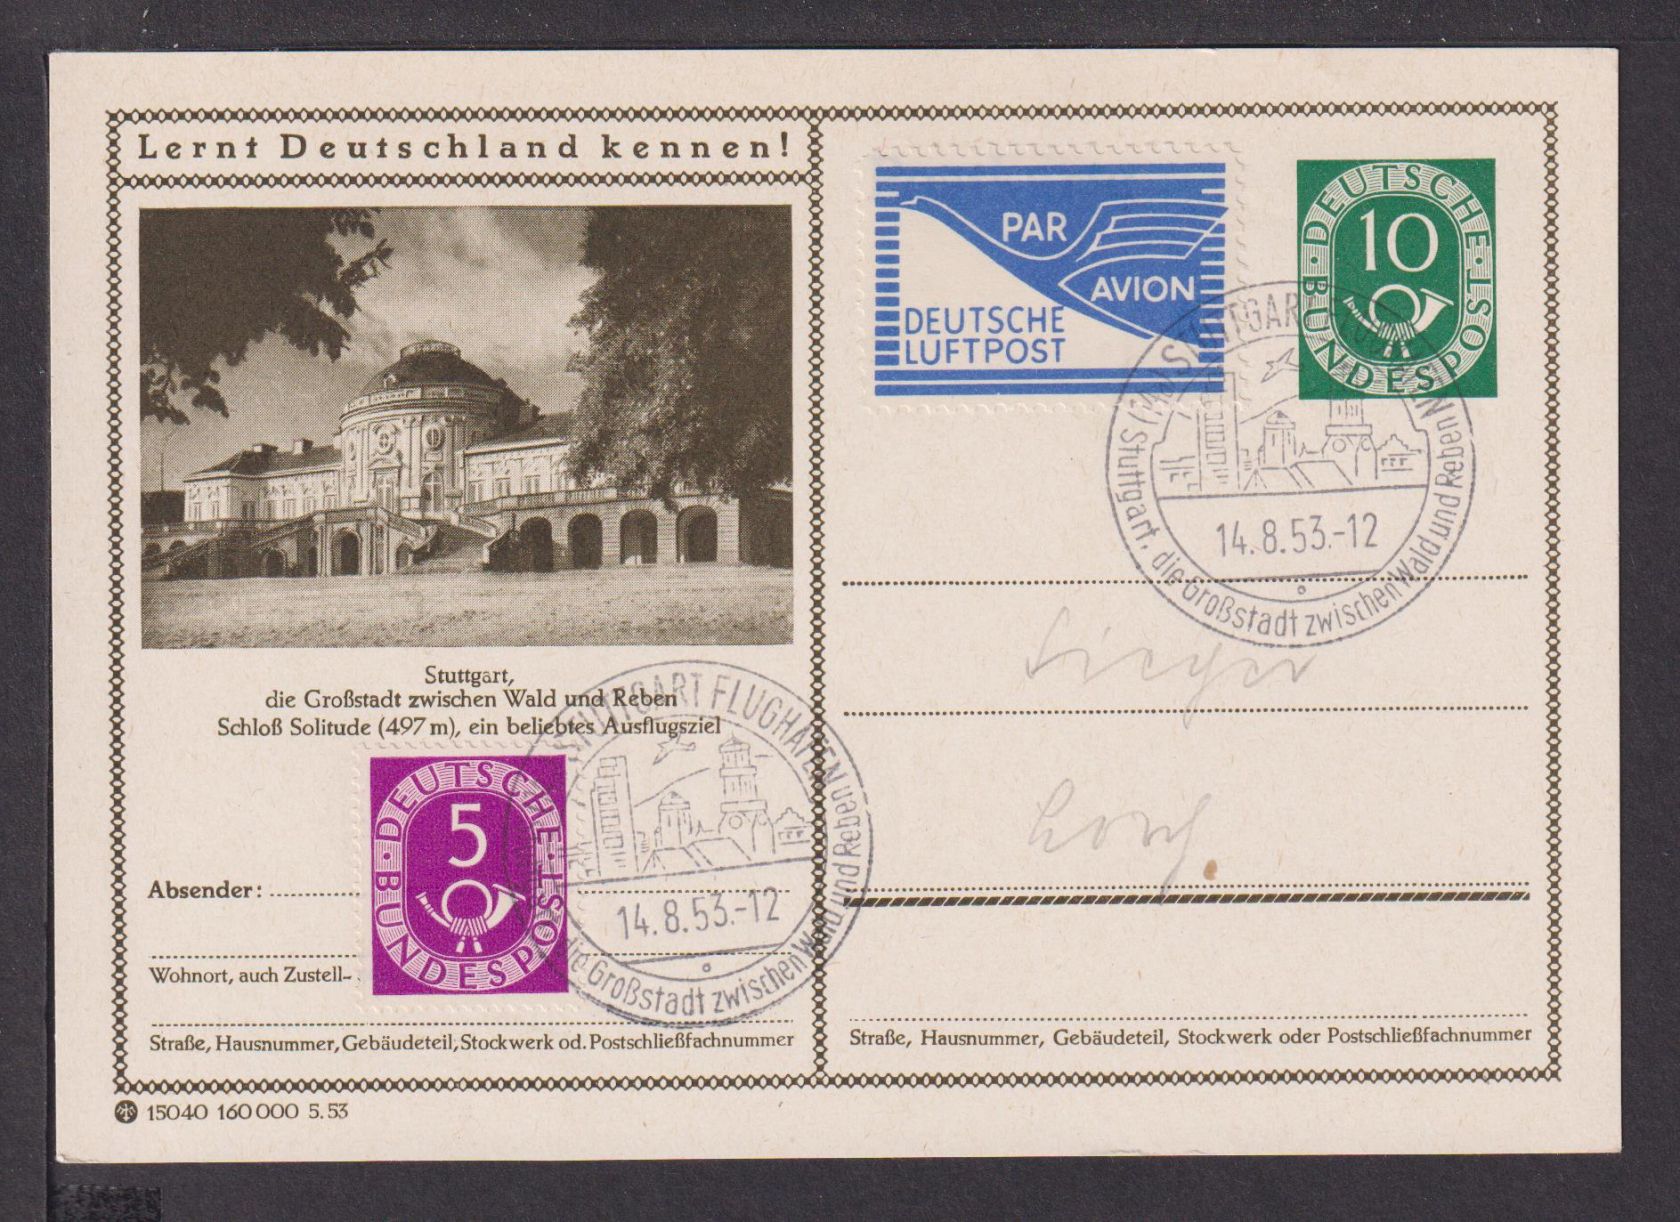 Lernt Deutschland kennen!
PAR
AVION
DEUTSCHE
LUFTPOST
DEUTSCHE BUNDESPOST
10
STUTTGART FLUGHAFEN
14.8.53.-12
Stuttgart, die Großstadt zwischen Wald und Reben
Stuttgart,
die Großstadt zwischen Wald und Reben
Schloß Solitude (497 m), ein beliebtes Ausflugsziel
DEUTSCHE BUNDESPOST
5
STUTTGART FLUGHAFEN
14.8.53.-12
die Großstadt zwischen Wald und Reben
Lorch
Absender:
Wohnort, auch Zustell-
Straße, Hausnummer, Gebäudeteil, Stockwerk od. Postschließfachnummer
Straße, Hausnummer, Gebäudeteil, Stockwerk oder Postschließfachnummer
15040 160 000 5.53